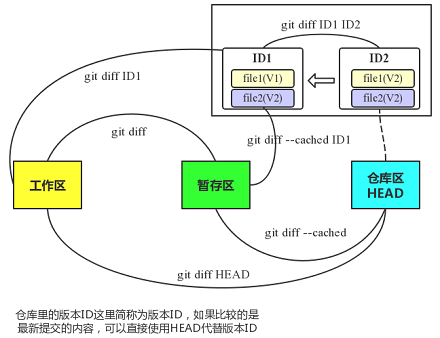 git diff ID1 ID2
ID1
ID2
git diff ID1
file1(V1)
file1(V2)
file2(V2)
file2(V2)
git diff
git diff --cached ID1
工作区
暂存区
仓库区
HEAD
git diff --cached
git diff HEAD
仓库里的版本ID这里简称为版本ID，如果比较的是
最新提交的内容，可以直接使用HEAD代替版本ID